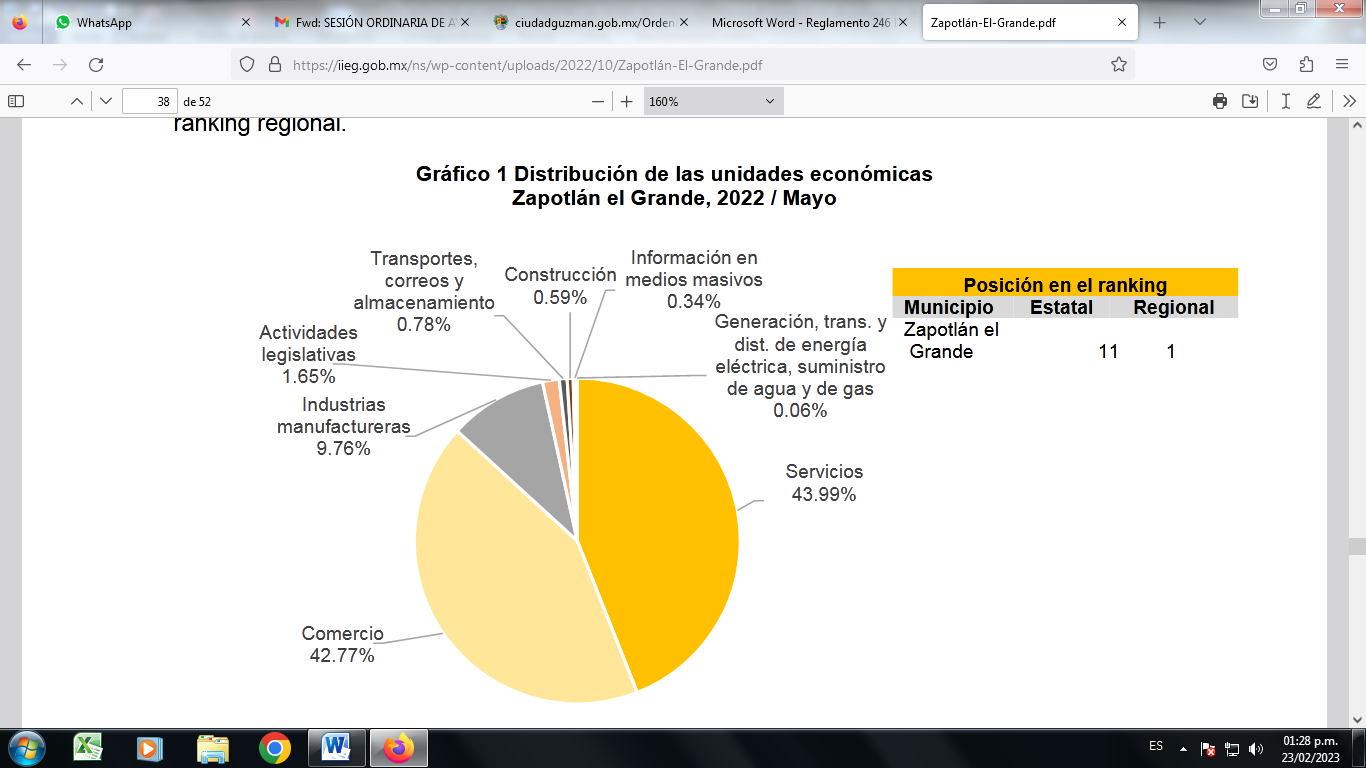 WhatsApp
Fwd: SESIÓN ORDINARIA DE A
ciudadguzman.gob.mx/Orden
Microsoft Word - Reglamento 246
Zapotlan-El-Grande.pdf
https://iieg.gob.mx/ns/wp-content/uploads/2022/10/Zapotlán-El-Grande.pdf
38 de 52
160%
ranking regional.
Gráfico 1 Distribución de las unidades económicas
Zapotlán el Grande, 2022 / Mayo
Transportes,
correos y
almacenamiento
0.78%
Construcción
0.59%
Información en
medios masivos
0.34%
Actividades
legislativas
1.65%
Generación, trans. y
dist. de energía
eléctrica, suministro
de agua y de gas
0.06%
Industrias
manufactureras
9.76%
Servicios
43.99%
Comercio
42.77%
Posición en el ranking
Municipio Estatal Regional
Zapotlán el
Grande 11 1
ES
01:28 p.m.
23/02/2023